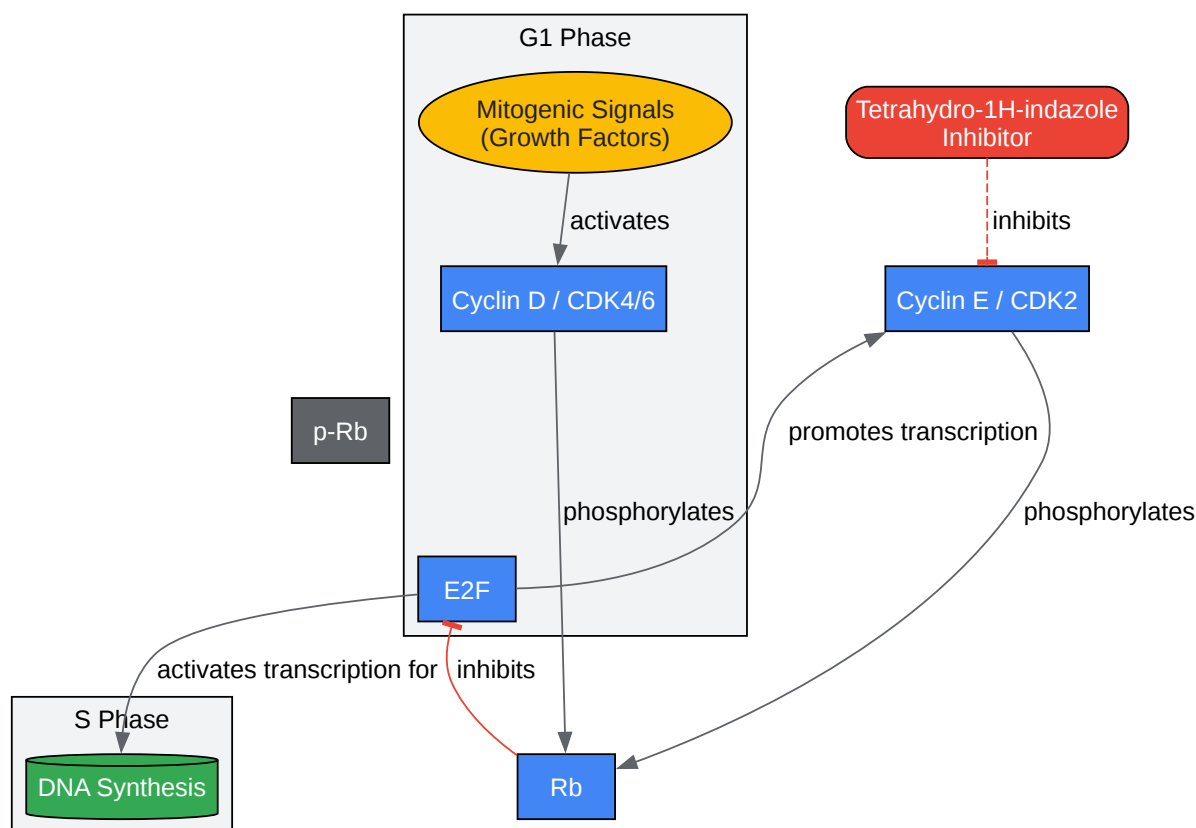 G1 Phase
Mitogenic Signals
(Growth Factors)
Tetrahydro-1H-indazole
Inhibitor
activates
inhibits
Cyclin D / CDK4/6
Cyclin E / CDK2
p-Rb
promotes transcription
phosphorylates
phosphorylates
E2F
activates transcription for
inhibits
S Phase
DNA Synthesis
Rb